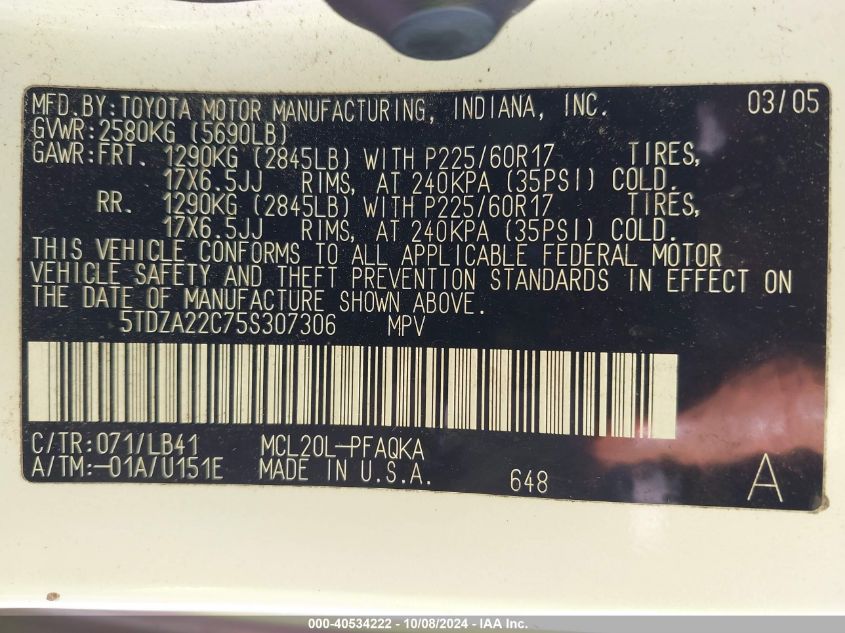 MFD.BY:TOYOTA MOTOR MANUFACTURING, INDIANA, INC. 03/05
GVWR:2580KG (5690LB)
GAWR:FRT. 1290KG (2845LB) WITH P225/60R17 TIRES,
17X6.5JJ RIMS, AT 240KPA (35PSI) COLD.
RR. 1290KG (2845LB) WITH P225/60R17 TIRES,
17X6.5JJ RIMS, AT 240KPA (35PSI) COLD.
THIS VEHICLE CONFORMS TO ALL APPLICABLE FEDERAL MOTOR
VEHICLE SAFETY AND THEFT PREVENTION STANDARDS IN EFFECT ON
THE DATE OF MANUFACTURE SHOWN ABOVE.
5TDZA22C75S307306 MPV
C/TR:071/LB41 MCL20L-PFAQKA
A/TM:-01A/U151E MADE IN U.S.A. 648 A
000-40534222 - 10/08/2024 - IAA Inc.